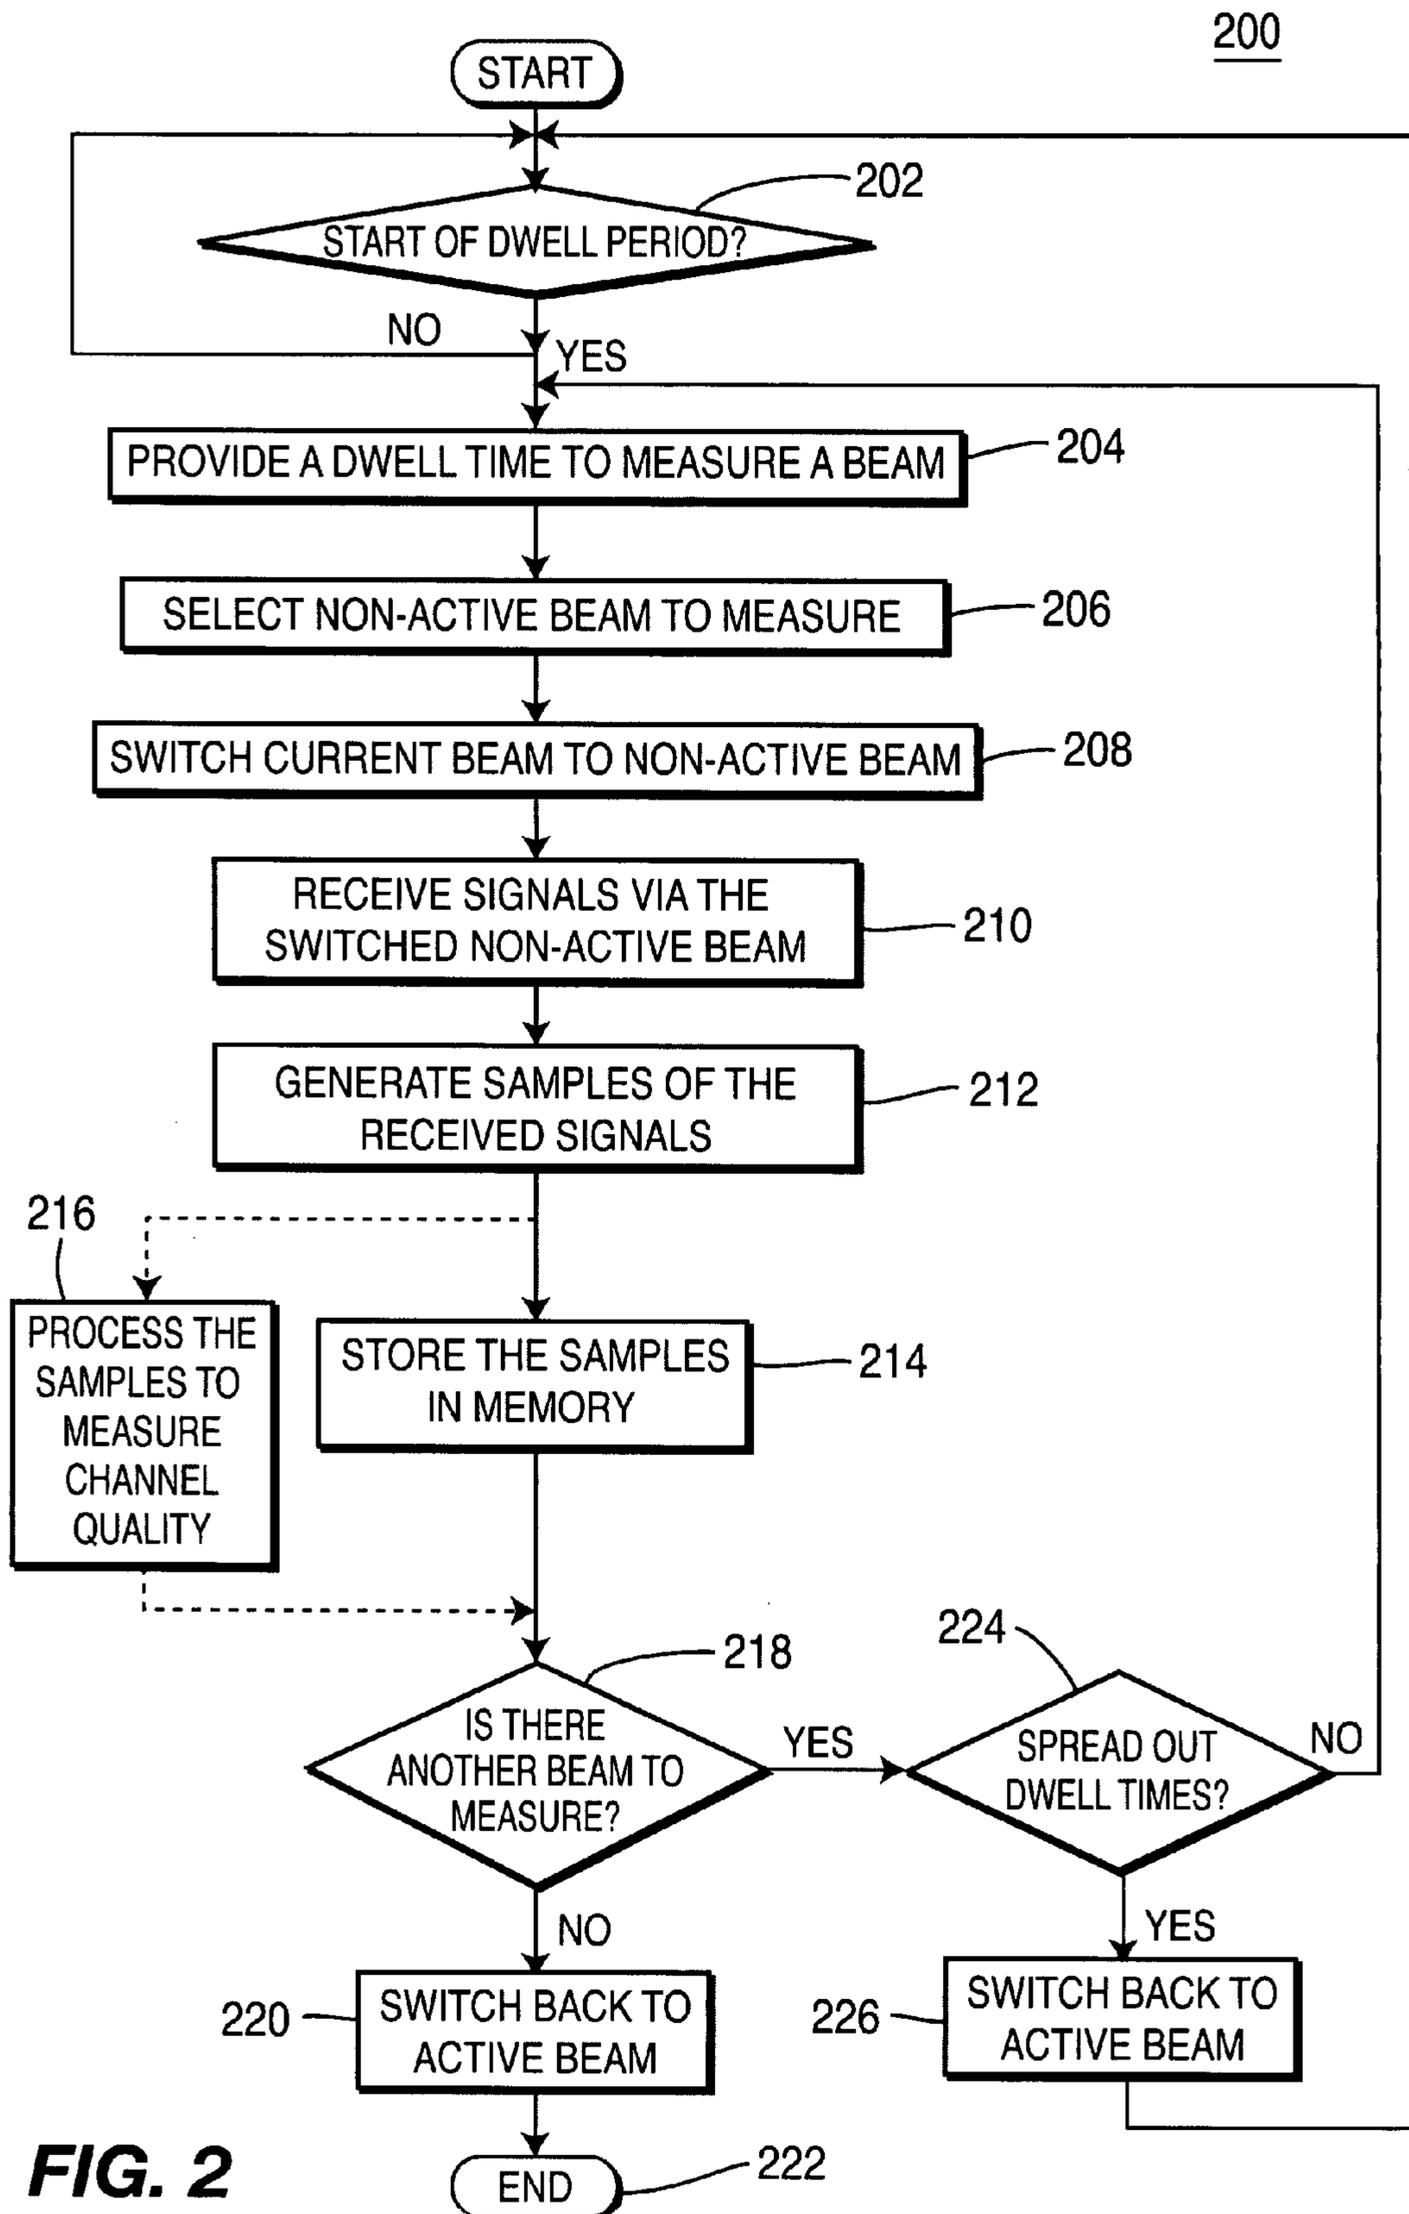 200
START
202
START OF DWELL PERIOD?
NO
YES
PROVIDE A DWELL TIME TO MEASURE A BEAM
204
SELECT NON-ACTIVE BEAM TO MEASURE
206
SWITCH CURRENT BEAM TO NON-ACTIVE BEAM
208
RECEIVE SIGNALS VIA THE
SWITCHED NON-ACTIVE BEAM
210
GENERATE SAMPLES OF THE
RECEIVED SIGNALS
212
216
PROCESS THE
SAMPLES TO
MEASURE
CHANNEL
QUALITY
STORE THE SAMPLES
IN MEMORY
214
218
IS THERE
ANOTHER BEAM TO
MEASURE?
YES
224
SPREAD OUT
DWELL TIMES?
NO
NO
YES
220
SWITCH BACK TO
ACTIVE BEAM
226
SWITCH BACK TO
ACTIVE BEAM
FIG. 2
END
222